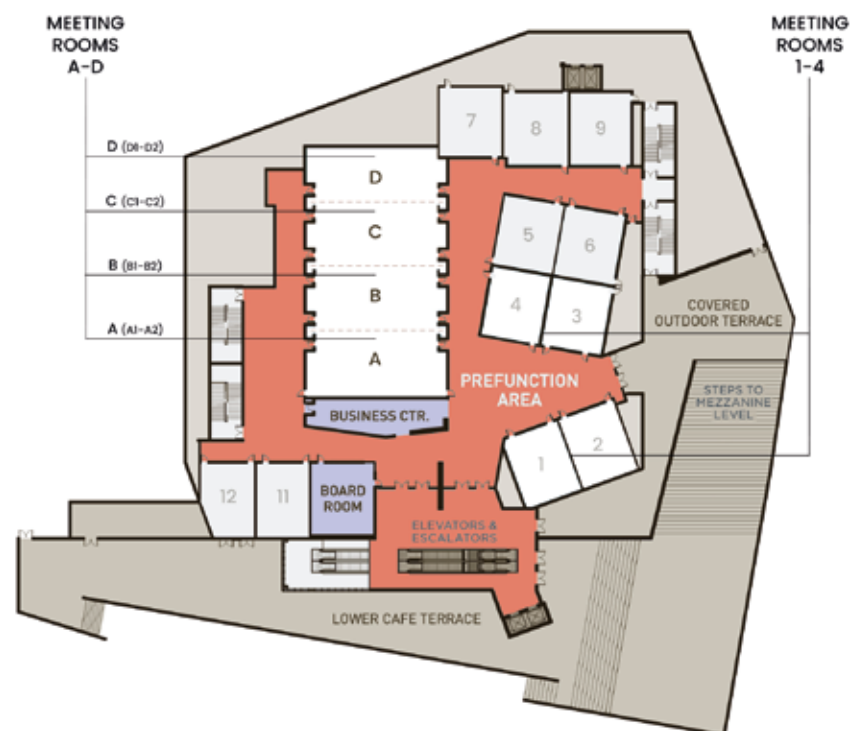 MEETING
ROOMS
A-D
MEETING
ROOMS
1-4
D (D1-D2)
C (C1-C2)
B (B1-B2)
A (A1-A2)
7
8
9
D
C
B
A
5
6
4
3
COVERED
OUTDOOR TERRACE
PREFUNCTION
AREA
STEPS TO
MEZZANINE
LEVEL
BUSINESS CTR.
1
2
12
11
BOARD
ROOM
ELEVATORS &
ESCALATORS
LOWER CAFE TERRACE